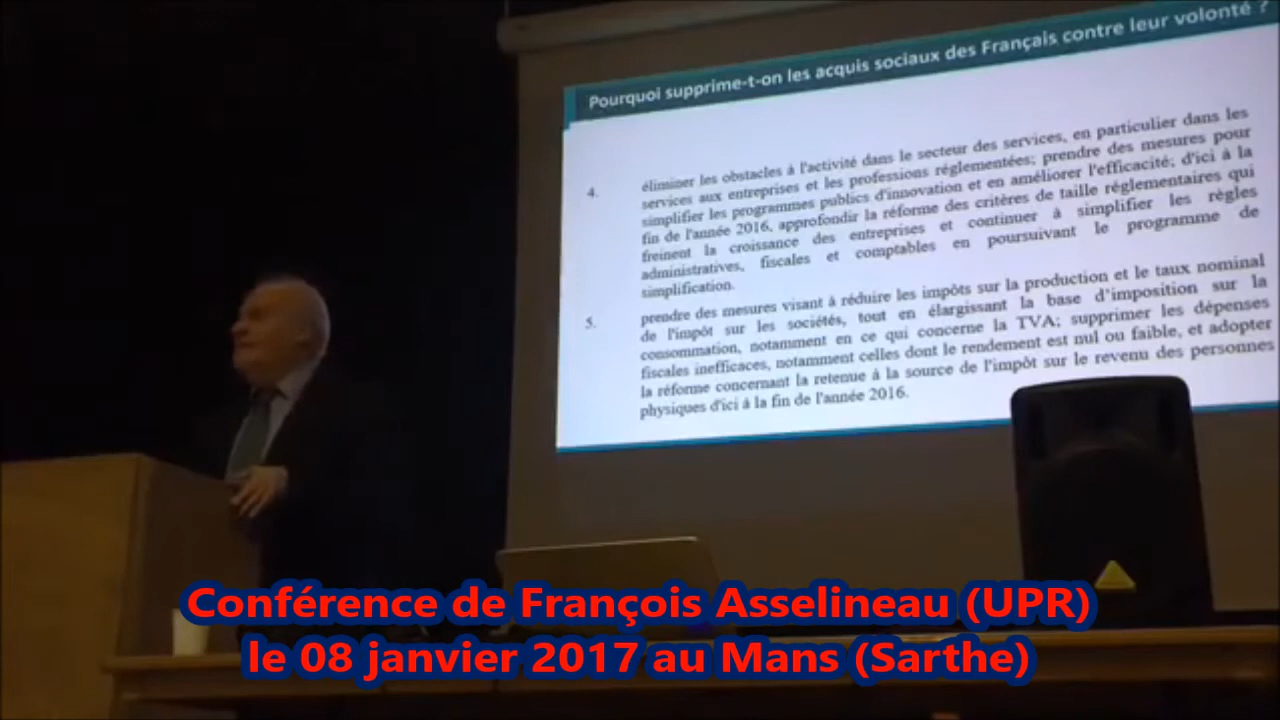 Pourquoi supprime-t-on les acquis sociaux des Français contre leur volonté ?
4. éliminer les obstacles à l'activité dans le secteur des services, en particulier dans les
services aux entreprises et les professions réglementées; prendre des mesures pour
simplifier les programmes publics d'innovation et en améliorer l'efficacité; d'ici à la
fin de l'année 2016, approfondir la réforme des critères de taille réglementaires qui
freinent la croissance des entreprises et continuer à simplifier les règles
administratives, fiscales et comptables en poursuivant le programme de
simplification.
5. prendre des mesures visant à réduire les impôts sur la production et le taux nominal
de l'impôt sur les sociétés, tout en élargissant la base d'imposition sur la
consommation, notamment en ce qui concerne la TVA; supprimer les dépenses
fiscales inefficaces, notamment celles dont le rendement est nul ou faible, et adopter
la réforme concernant la retenue à la source de l'impôt sur le revenu des personnes
physiques d'ici à la fin de l'année 2016.
Conférence de François Asselineau (UPR)
le 08 janvier 2017 au Mans (Sarthe)